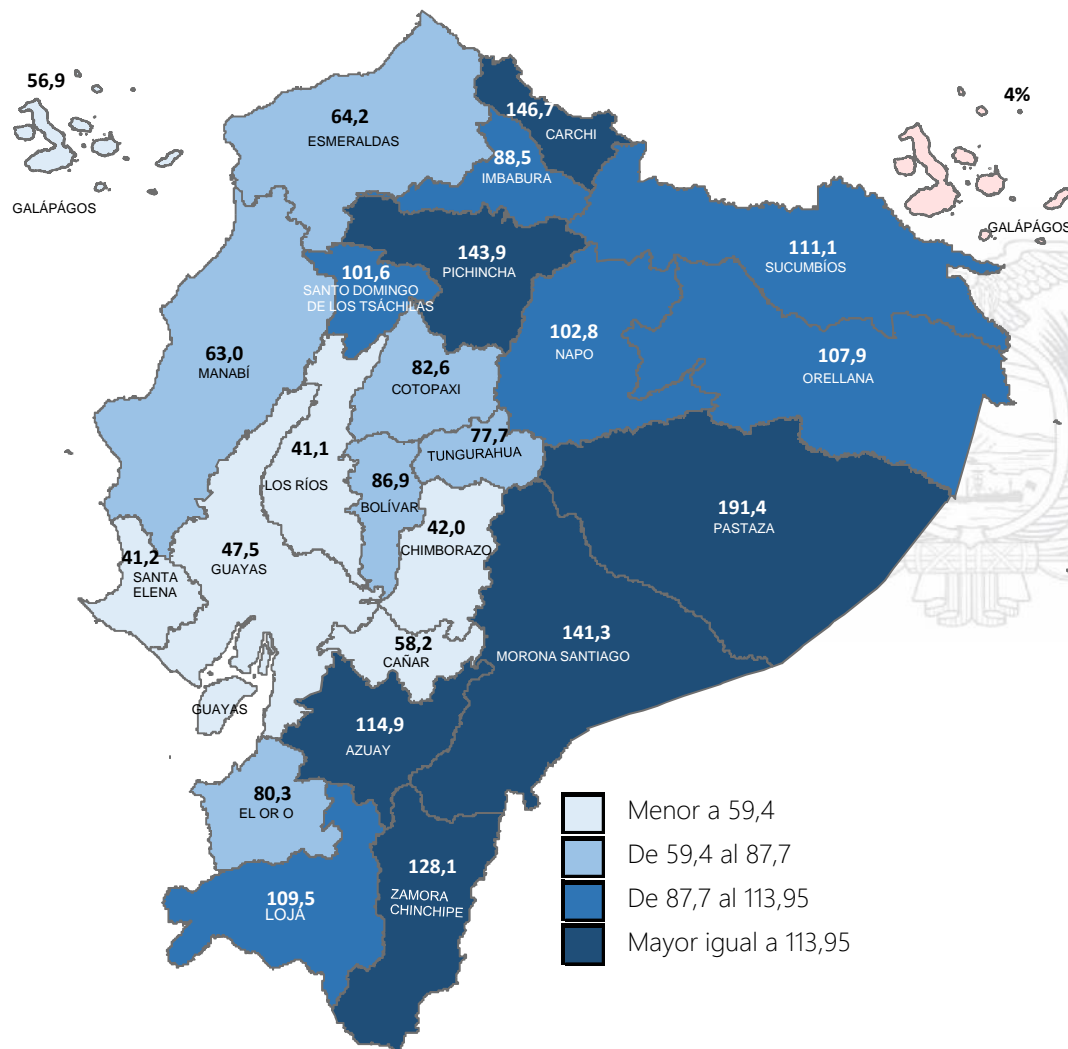 56,9
GALÁPÁGOS
64,2
ESMERALDAS
146,7
CARCHI
88,5
IMBABURA
4%
GALÁPÁGOS
143,9
PICHINCHA
111,1
SUCUMBÍOS
101,6
SANTO DOMINGO
DE LOS TSÁCHILAS
102,8
NAPO
107,9
ORELLANA
63,0
MANABÍ
82,6
COTOPAXI
77,7
TUNGURAHUA
41,1
LOS RÍOS
86,9
BOLÍVAR
191,4
PASTAZA
42,0
CHIMBORAZO
47,5
GUAYAS
41,2
SANTA
ELENA
58,2
CAÑAR
141,3
MORONA SANTIAGO
GUAYAS
114,9
AZUAY
80,3
EL OR O
109,5
LOJA
128,1
ZAMORA
CHINCHIPE
Menor a 59,4
De 59,4 al 87,7
De 87,7 al 113,95
Mayor igual a 113,95